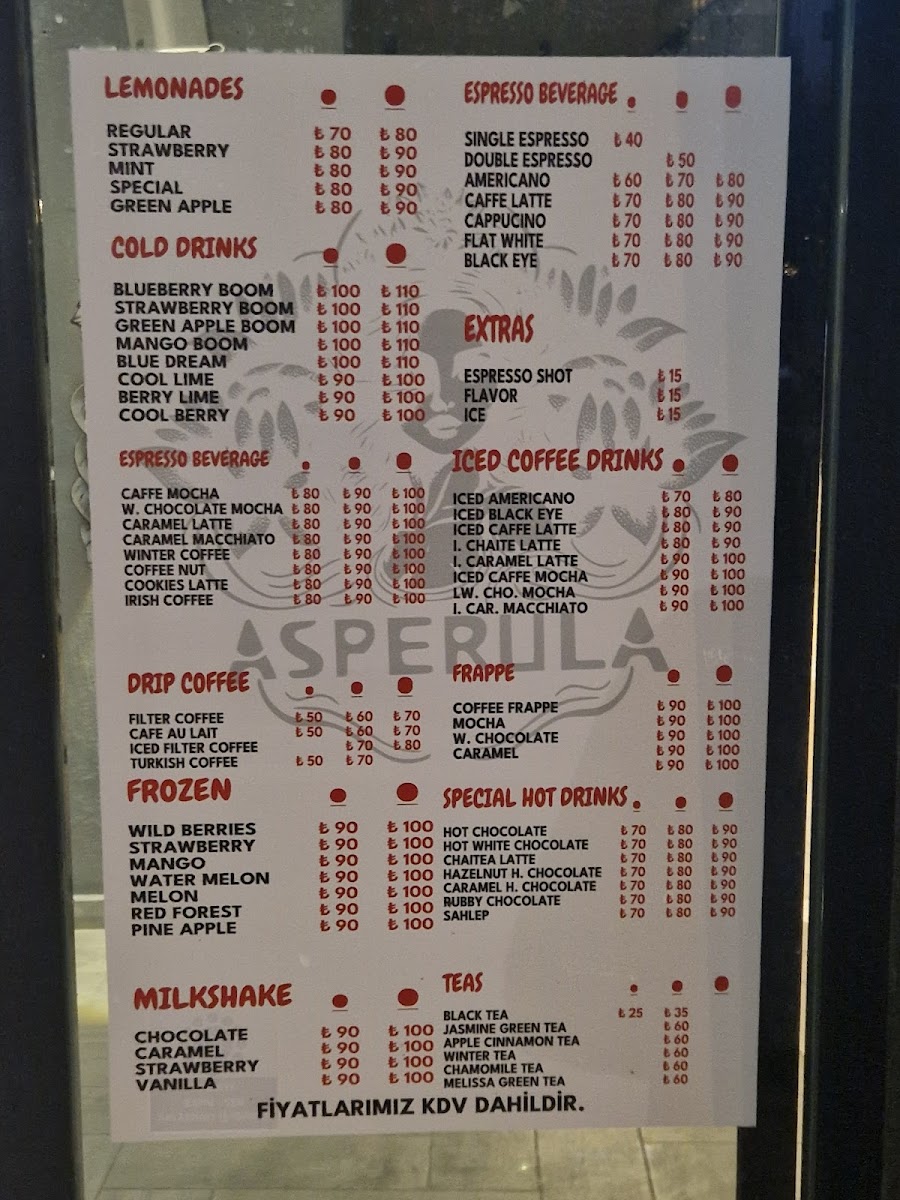 LEMONADES
REGULAR ₺70 ₺80
STRAWBERRY ₺80 ₺90
MINT ₺80 ₺90
SPECIAL ₺80 ₺90
GREEN APPLE ₺80 ₺90
COLD DRINKS
BLUEBERRY BOOM ₺100 ₺110
STRAWBERRY BOOM ₺100 ₺110
GREEN APPLE BOOM ₺100 ₺110
MANGO BOOM ₺100 ₺110
BLUE DREAM ₺100 ₺110
COOL LIME ₺90 ₺100
BERRY LIME ₺90 ₺100
COOL BERRY ₺90 ₺100
ESPRESSO BEVERAGE
CAFFE MOCHA ₺80 ₺90 ₺100
W. CHOCOLATE MOCHA ₺80 ₺90 ₺100
CARAMEL LATTE ₺80 ₺90 ₺100
CARAMEL MACCHIATO ₺80 ₺90 ₺100
WINTER COFFEE ₺80 ₺90 ₺100
COFFEE NUT ₺80 ₺90 ₺100
COOKIES LATTE ₺80 ₺90 ₺100
IRISH COFFEE ₺80 ₺90 ₺100
DRIP COFFEE
FILTER COFFEE ₺50 ₺60 ₺70
CAFE AU LAIT ₺50 ₺60 ₺70
ICED FILTER COFFEE ₺70 ₺80
TURKISH COFFEE ₺50 ₺70
FROZEN
WILD BERRIES ₺90 ₺100
STRAWBERRY ₺90 ₺100
MANGO ₺90 ₺100
WATER MELON ₺90 ₺100
MELON ₺90 ₺100
RED FOREST ₺90 ₺100
PINE APPLE ₺90 ₺100
MILKSHAKE
CHOCOLATE ₺90 ₺100
CARAMEL ₺90 ₺100
STRAWBERRY ₺90 ₺100
VANILLA ₺90 ₺100
ESPRESSO BEVERAGE
SINGLE ESPRESSO ₺40
DOUBLE ESPRESSO ₺50
AMERICANO ₺60 ₺70 ₺80
CAFFE LATTE ₺70 ₺80 ₺90
CAPPUCINO ₺70 ₺80 ₺90
FLAT WHITE ₺70 ₺80 ₺90
BLACK EYE ₺70 ₺80 ₺90
EXTRAS
ESPRESSO SHOT ₺15
FLAVOR ₺15
ICE ₺15
ICED COFFEE DRINKS
ICED AMERICANO ₺70 ₺80
ICED BLACK EYE ₺80 ₺90
ICED CAFFE LATTE ₺80 ₺90
I. CHAITE LATTE ₺80 ₺90
I. CARAMEL LATTE ₺90 ₺100
ICED CAFFE MOCHA ₺90 ₺100
I.W. CHO. MOCHA ₺90 ₺100
I. CAR. MACCHIATO ₺90 ₺100
ASPERULA
FRAPPE
COFFEE FRAPPE ₺90 ₺100
MOCHA ₺90 ₺100
W. CHOCOLATE ₺90 ₺100
CARAMEL ₺90 ₺100
₺90 ₺100
SPECIAL HOT DRINKS
HOT CHOCOLATE ₺70 ₺80 ₺90
HOT WHITE CHOCOLATE ₺70 ₺80 ₺90
CHAITEA LATTE ₺70 ₺80 ₺90
HAZELNUT H. CHOCOLATE ₺70 ₺80 ₺90
CARAMEL H. CHOCOLATE ₺70 ₺80 ₺90
RUBBY CHOCOLATE ₺70 ₺80 ₺90
SAHLEP ₺70 ₺80 ₺90
TEAS
BLACK TEA ₺25 ₺35
JASMINE GREEN TEA ₺60
APPLE CINNAMON TEA ₺60
WINTER TEA ₺60
CHAMOMILE TEA ₺60
MELISSA GREEN TEA ₺60
FİYATLARIMIZ KDV DAHİLDİR.